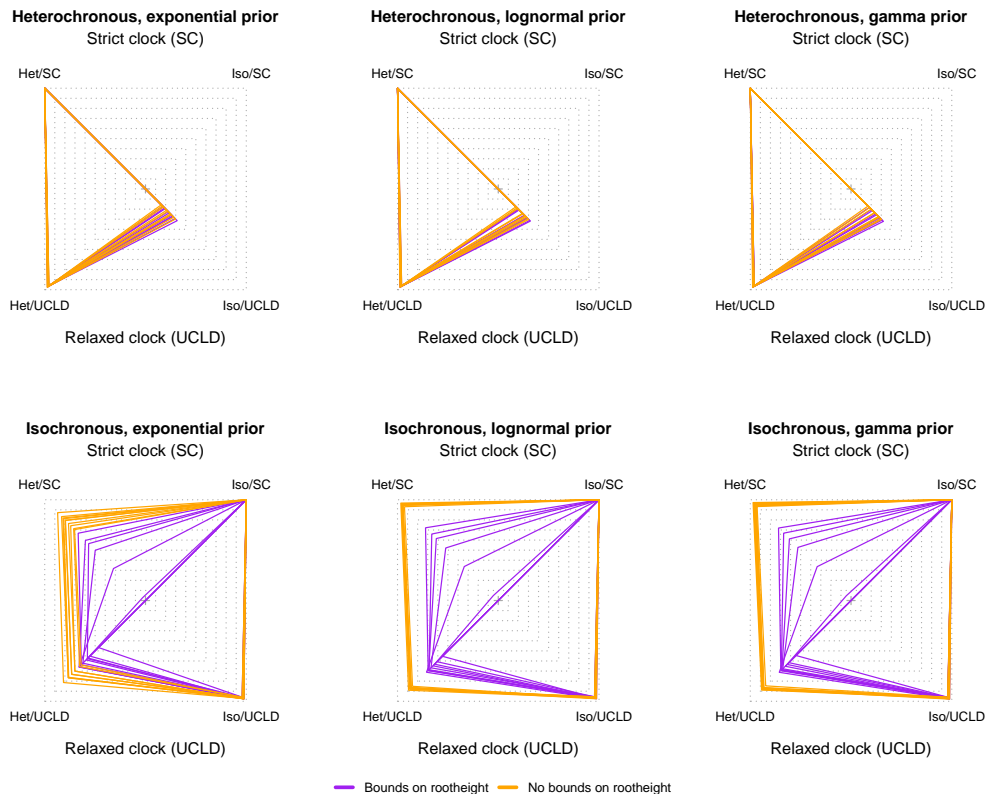 Heterochronous, exponential prior
Strict clock (SC)
Het/SC
Iso/SC
Het/UCLD
Iso/UCLD
Relaxed clock (UCLD)
Heterochronous, lognormal prior
Strict clock (SC)
Het/SC
Iso/SC
Het/UCLD
Iso/UCLD
Relaxed clock (UCLD)
Heterochronous, gamma prior
Strict clock (SC)
Het/SC
Iso/SC
Het/UCLD
Iso/UCLD
Relaxed clock (UCLD)
Isochronous, exponential prior
Strict clock (SC)
Het/SC
Iso/SC
Het/UCLD
Iso/UCLD
Relaxed clock (UCLD)
Isochronous, lognormal prior
Strict clock (SC)
Het/SC
Iso/SC
Het/UCLD
Iso/UCLD
Relaxed clock (UCLD)
Isochronous, gamma prior
Strict clock (SC)
Het/SC
Iso/SC
Het/UCLD
Iso/UCLD
Relaxed clock (UCLD)
Bounds on rootheight
No bounds on rootheight